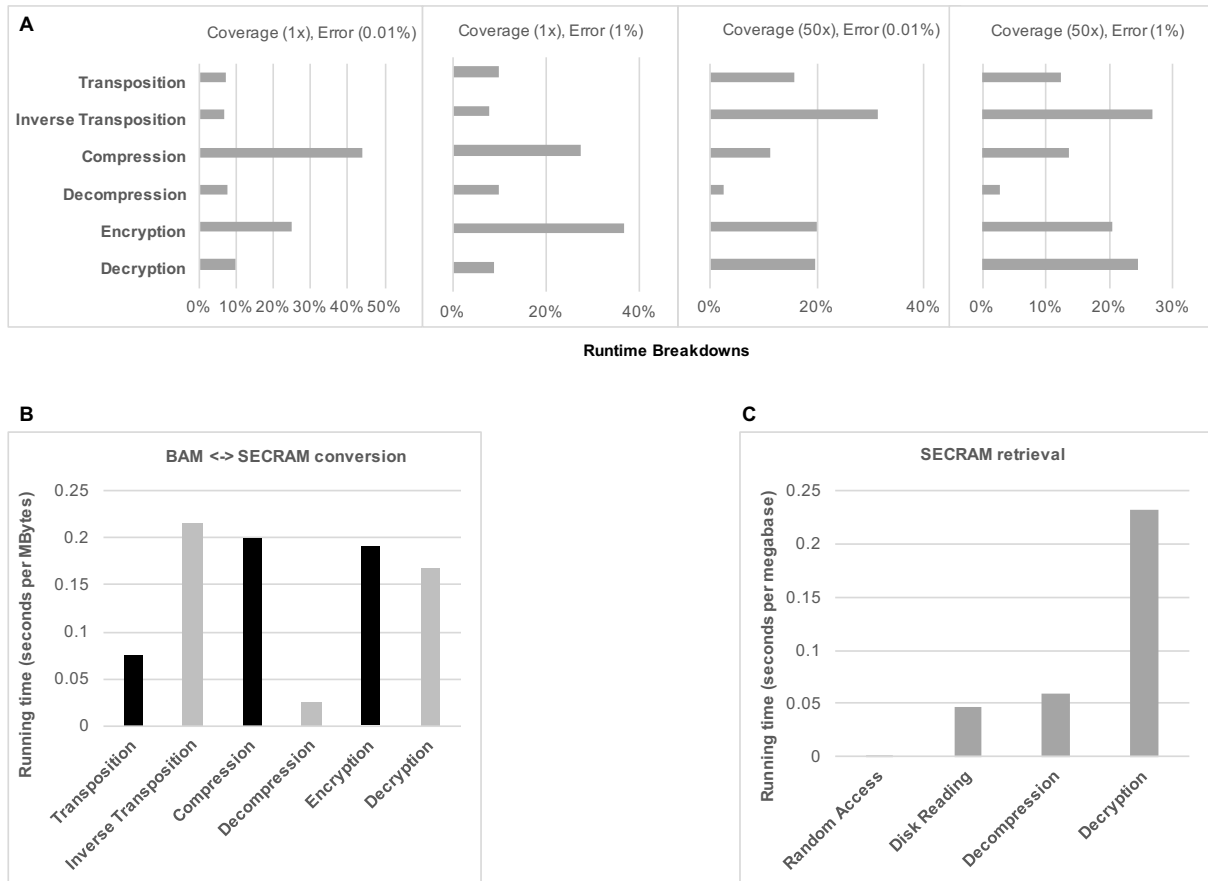 A
Coverage (1x), Error (0.01%)
Coverage (1x), Error (1%)
Coverage (50x), Error (0.01%)
Coverage (50x), Error (1%)
Transposition
Inverse Transposition
Compression
Decompression
Encryption
Decryption
0% 10% 20% 30% 40% 50%
0% 20% 40%
0% 20% 40%
0% 10% 20% 30%
Runtime Breakdowns
B
BAM <-> SECRAM conversion
Running time (seconds per MBytes)
0.25
0.2
0.15
0.1
0.05
0
Transposition
Inverse Transposition
Compression
Decompression
Encryption
Decryption
C
SECRAM retrieval
Running time (seconds per megabase)
0.25
0.2
0.15
0.1
0.05
0
Random Access
Disk Reading
Decompression
Decryption